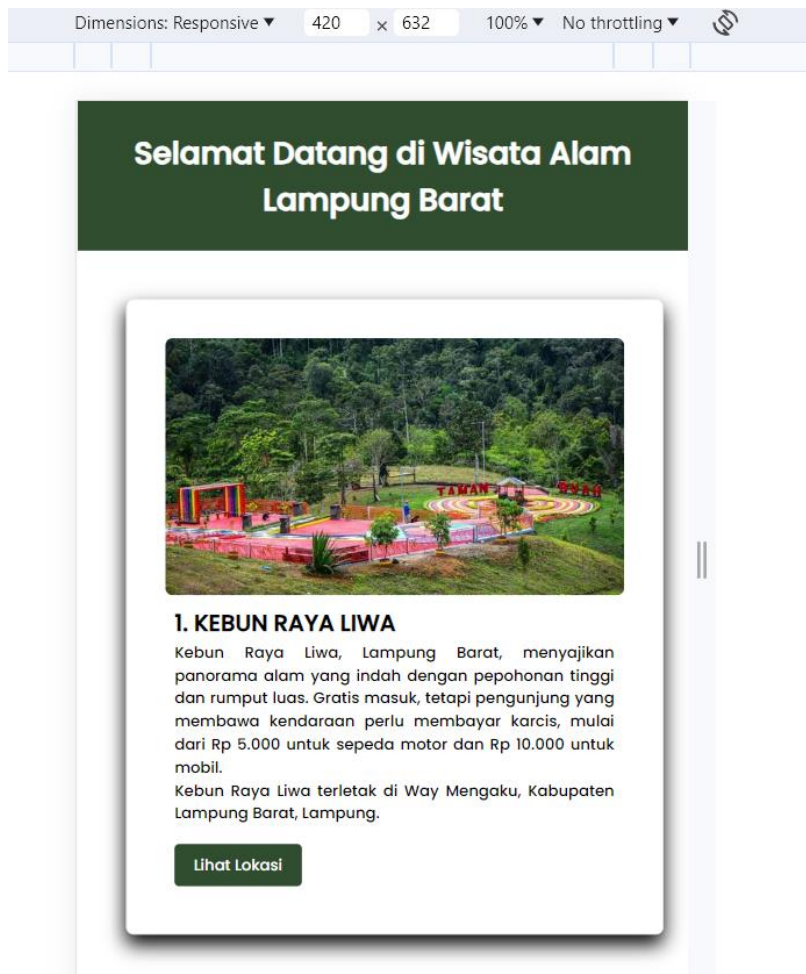 Dimensions: Responsive ▼ 420 × 632 100% ▼ No throttling ▼
Selamat Datang di Wisata Alam
Lampung Barat
TAMAN BUAH
1. KEBUN RAYA LIWA
Kebun Raya Liwa, Lampung Barat, menyajikan
panorama alam yang indah dengan pepohonan tinggi
dan rumput luas. Gratis masuk, tetapi pengunjung yang
membawa kendaraan perlu membayar karcis, mulai
dari Rp 5.000 untuk sepeda motor dan Rp 10.000 untuk
mobil.
Kebun Raya Liwa terletak di Way Mengaku, Kabupaten
Lampung Barat, Lampung.
Lihat Lokasi